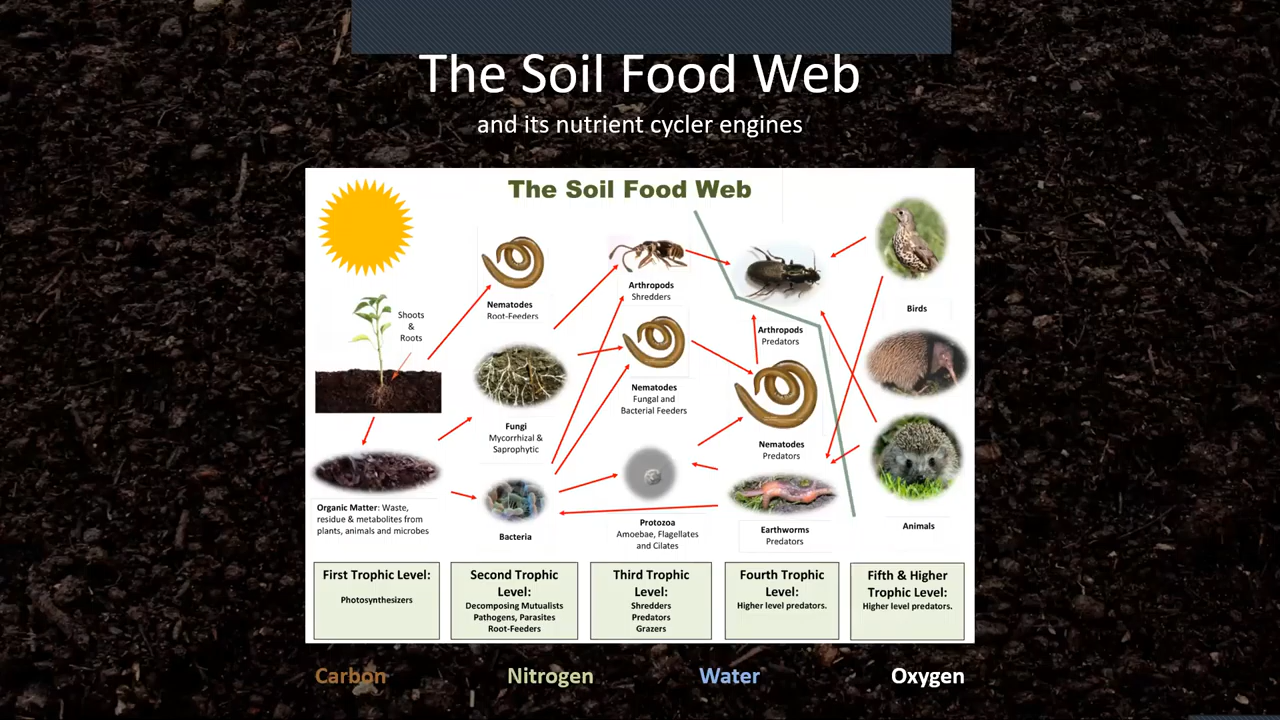 The Soil Food Web
and its nutrient cycler engines
The Soil Food Web
Shoots
&
Roots
Nematodes
Root-Feeders
Arthropods
Shredders
Arthropods
Predators
Birds
Fungi
Mycorrhizal &
Saprophytic
Nematodes
Fungal and
Bacterial Feeders
Nematodes
Predators
Organic Matter: Waste,
residue & metabolites from
plants, animals and microbes
Bacteria
Protozoa
Amoebae, Flagellates
and Cilates
Earthworms
Predators
Animals
First Trophic Level:
Photosynthesizers
Second Trophic
Level:
Decomposing Mutualists
Pathogens, Parasites
Root-Feeders
Third Trophic
Level:
Shredders
Predators
Grazers
Fourth Trophic
Level:
Higher level predators.
Fifth & Higher
Trophic Level:
Higher level predators.
Carbon Nitrogen Water Oxygen